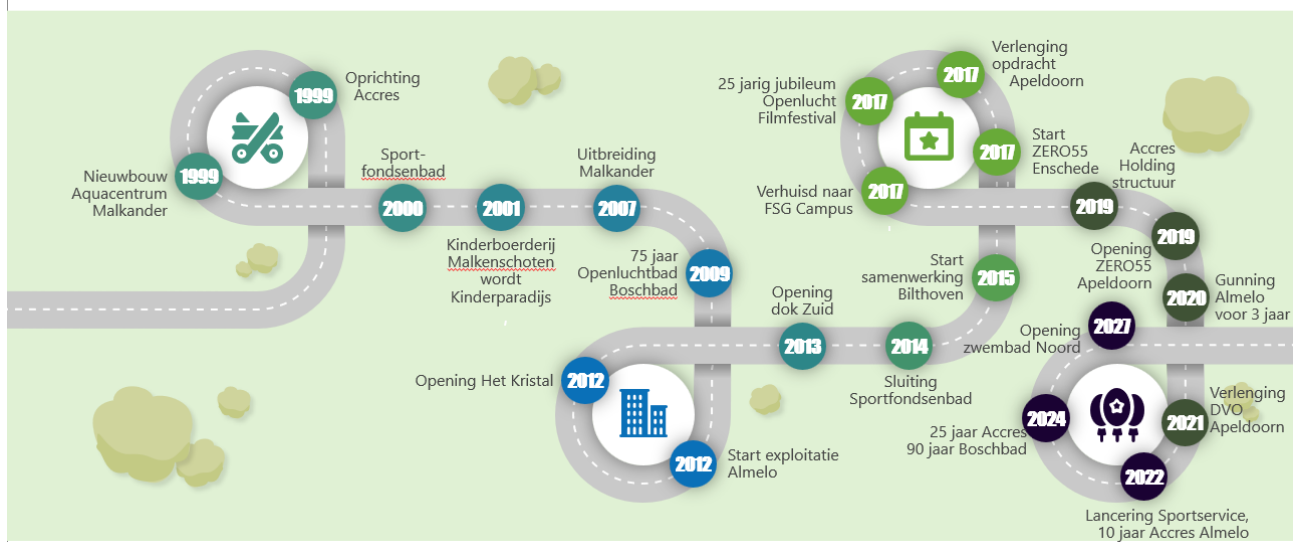 1999
Oprichting
Accres
1999
Nieuwbouw
Aquacentrum
Malkander
Sport-
fondsenbad
2000
2001
Kinderboerderij
Malkenschoten
wordt
Kinderparadijs
Uitbreiding
Malkander
2007
75 jaar
Openluchtbad
Boschbad
2009
Opening Het Kristal
2012
2012
Start exploitatie
Almelo
Opening
dok Zuid
2013
2014
Sluiting
Sportfondsenbad
Start
samenwerking
Bilthoven
2015
Verhuisd naar
FSG Campus
2017
25 jarig jubileum
Openlucht
Filmfestival
2017
2017
Verlenging
opdracht
Apeldoorn
2017
Start
ZERO55
Enschede
Accres
Holding
structuur
2019
2019
Opening
ZERO55
Apeldoorn
2020
Gunning
Almelo
voor 3 jaar
2021
Verlenging
DVO
Apeldoorn
2022
Lancering Sportservice,
10 jaar Accres Almelo
2024
25 jaar Accres
90 jaar Boschbad
2027
Opening
zwembad Noord